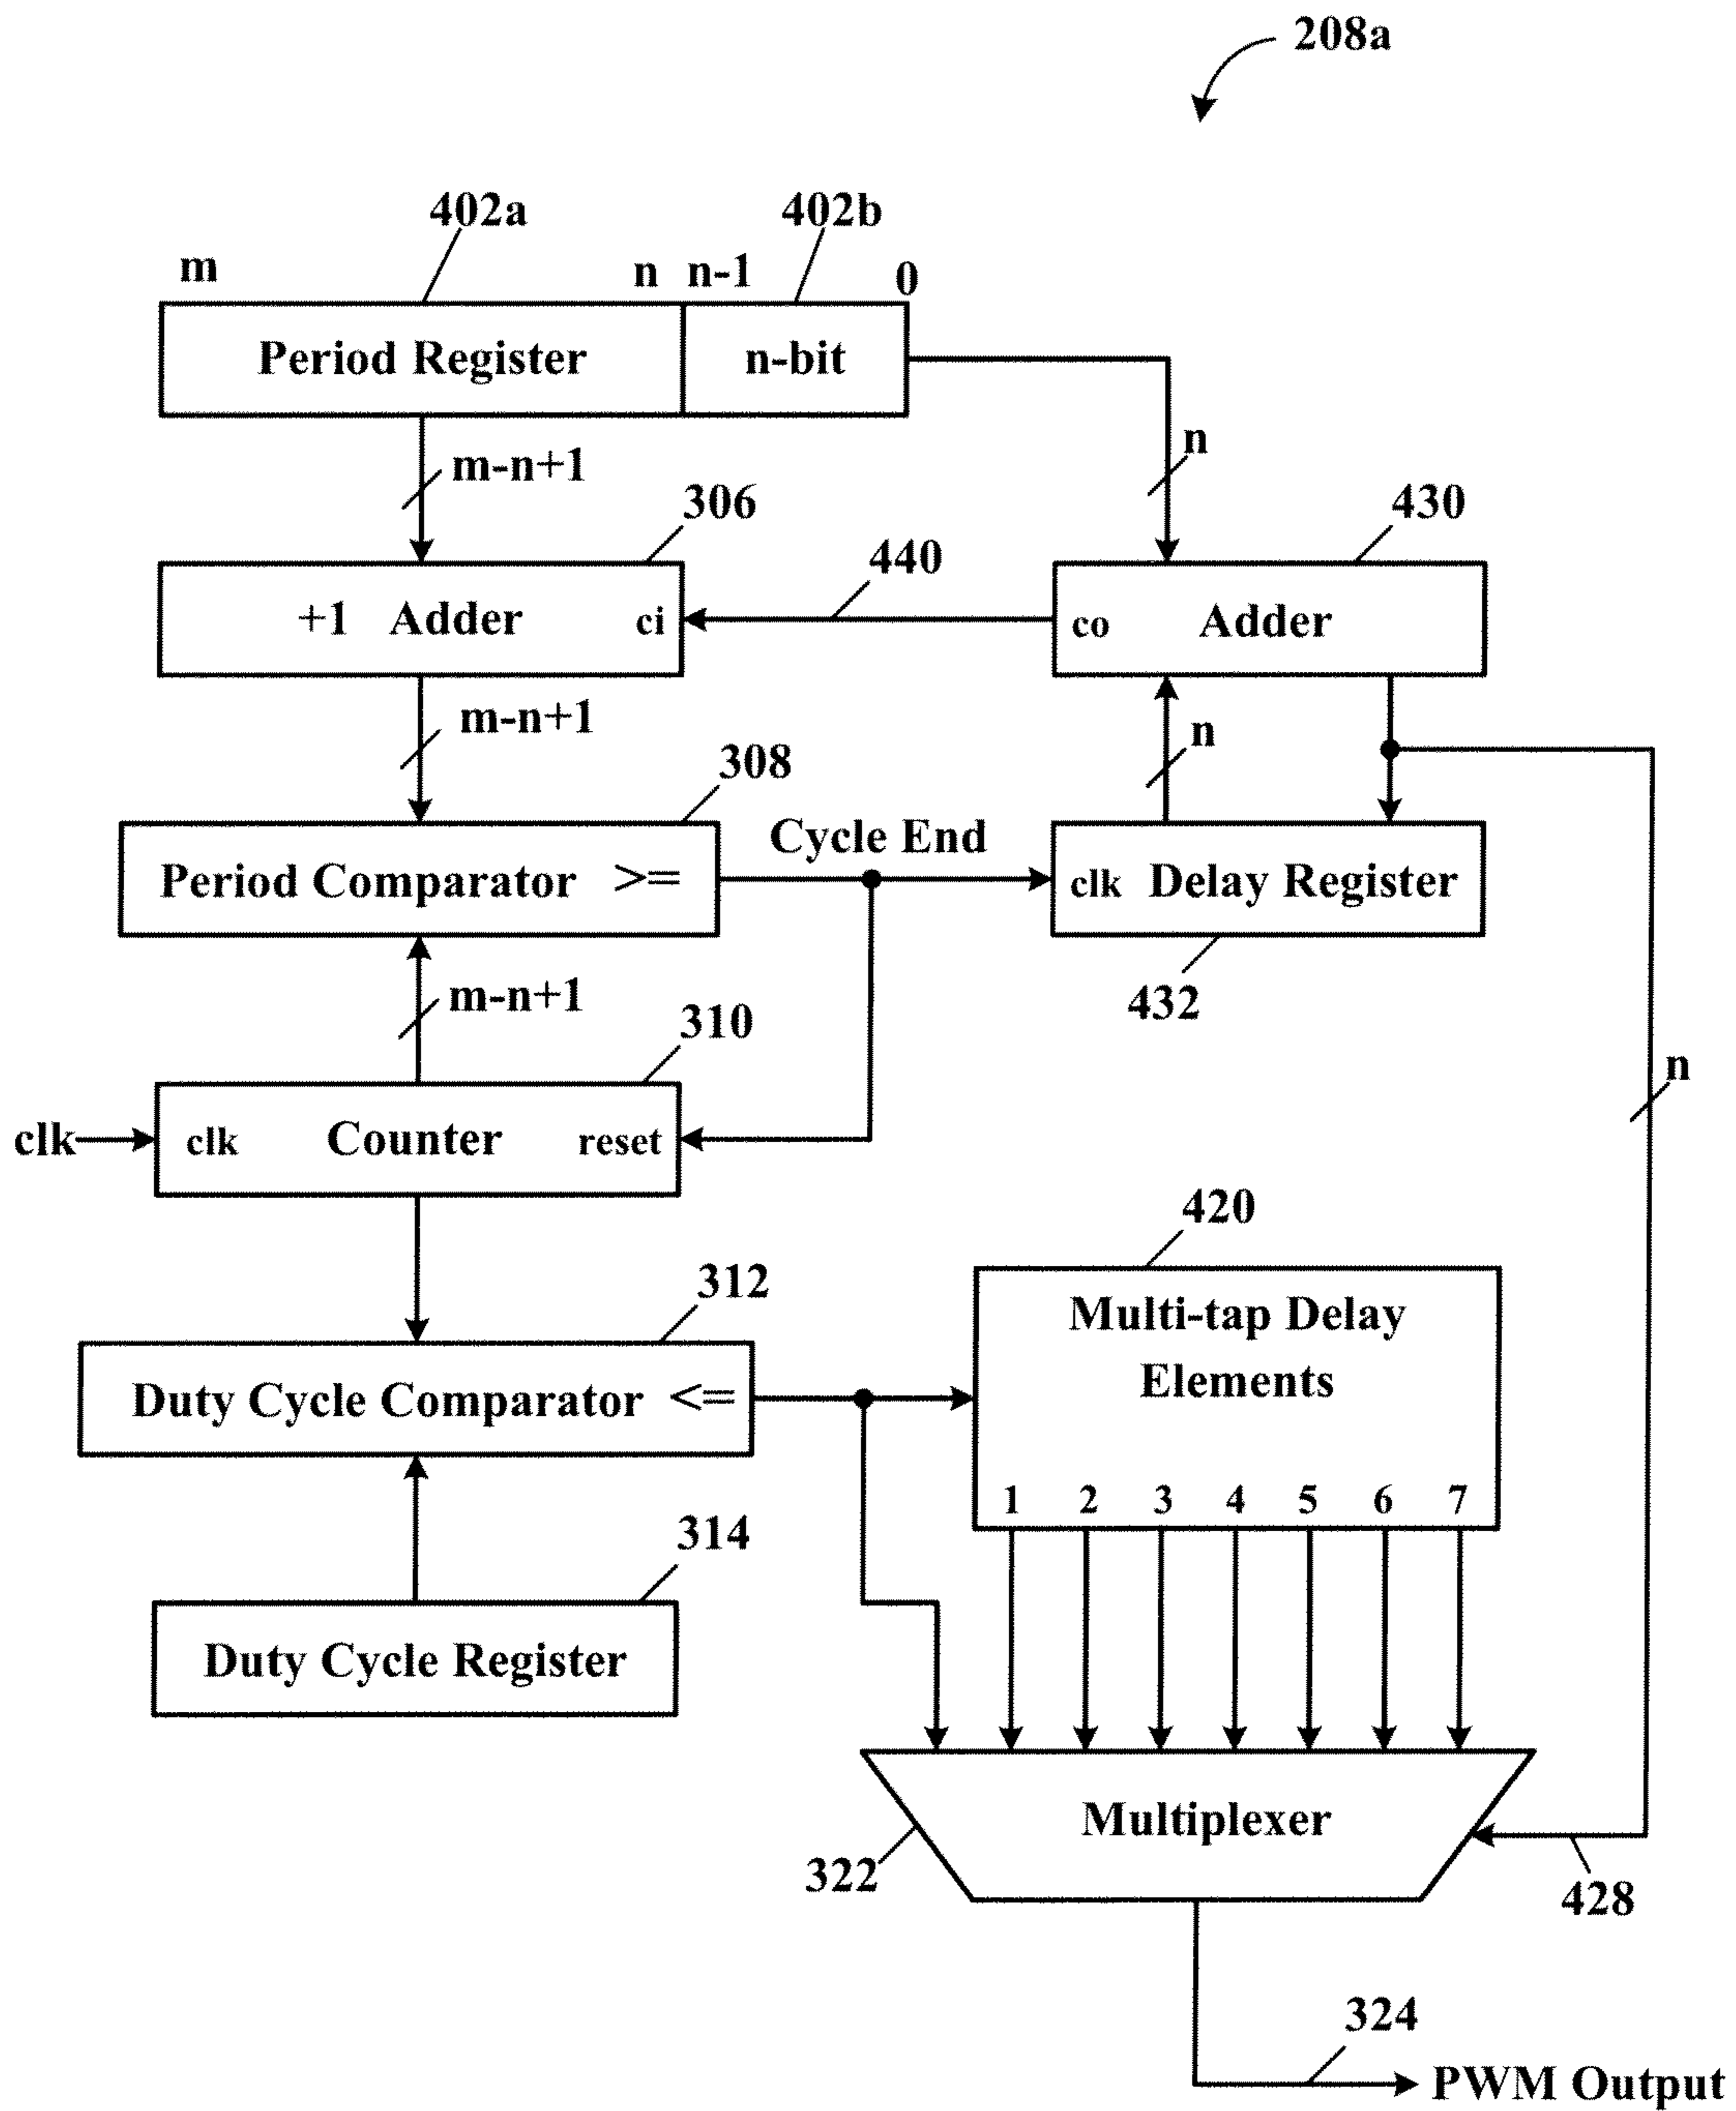 208a
402a 402b
m n n-1 0
Period Register n-bit
m-n+1 n
306 430
440
+1 Adder ci co Adder
m-n+1 n
308
Cycle End
Period Comparator >= clk Delay Register
m-n+1 432
310
n
clk clk Counter reset
420
312
Multi-tap Delay
Elements
Duty Cycle Comparator <=
1 2 3 4 5 6 7
314
Duty Cycle Register
Multiplexer
322 428
324
PWM Output